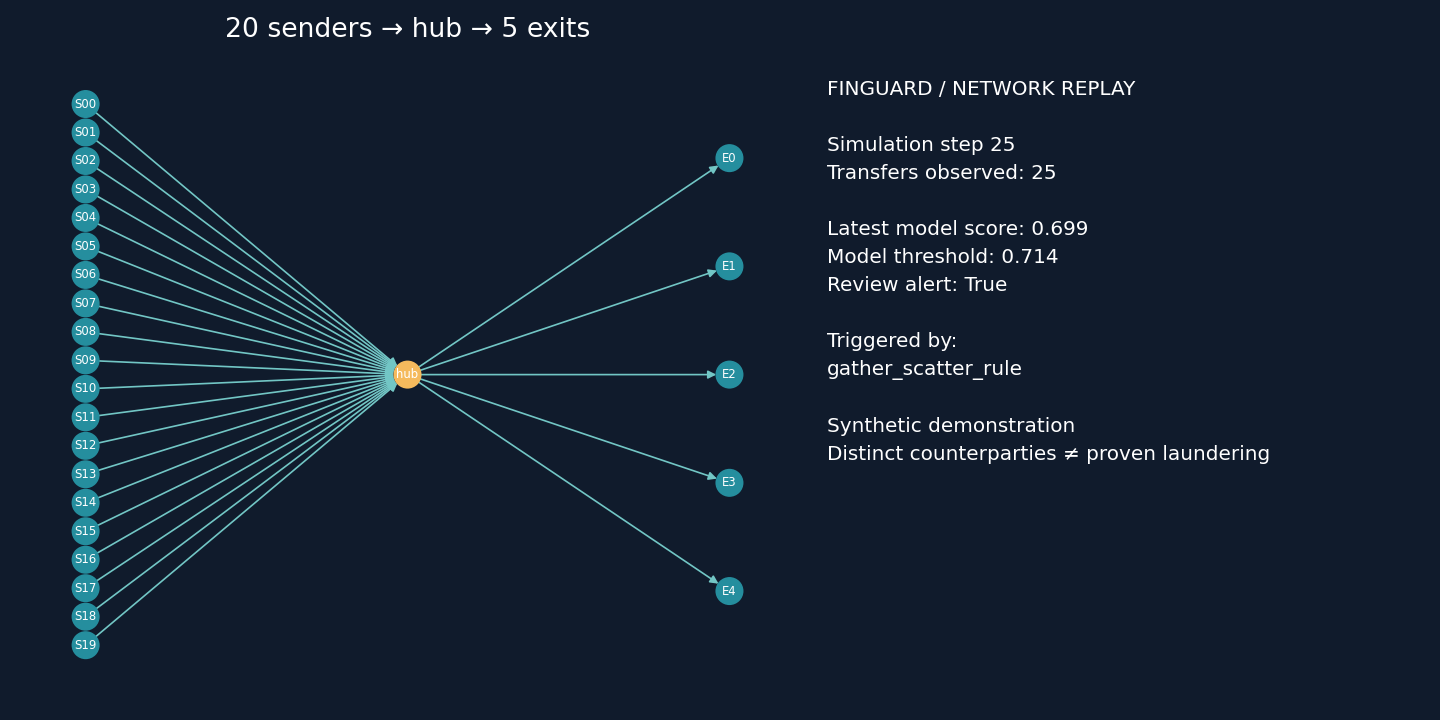 20 senders → hub → 5 exits
FINGUARD / NETWORK REPLAY
Simulation step 25
Transfers observed: 25
Latest model score: 0.699
Model threshold: 0.714
Review alert: True
Triggered by:
gather_scatter_rule
Synthetic demonstration
Distinct counterparties ≠ proven laundering
S00
S01
S02
S03
S04
S05
S06
S07
S08
S09
S10
S11
S12
S13
S14
S15
S16
S17
S18
S19
hub
E0
E1
E2
E3
E4